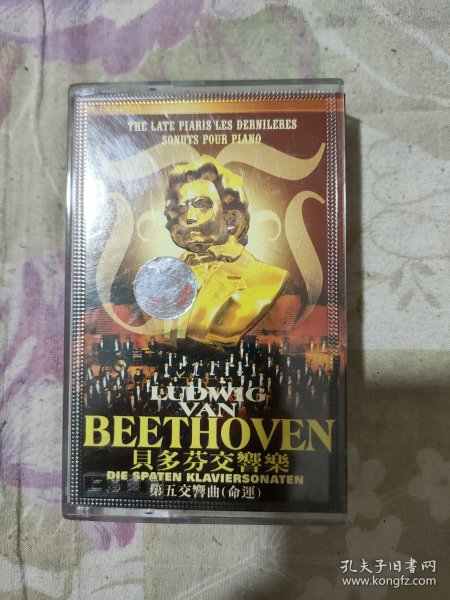 THE LATE PIARIS LES DERNILERES
SONUTS POUR PIANO
LUDWIG
VAN
BEETHOVEN
貝多芬交響樂
DIE SPATEN KLAVIERSONATEN
第五交響曲(命運)
孔夫子旧书网
www.kongfz.com